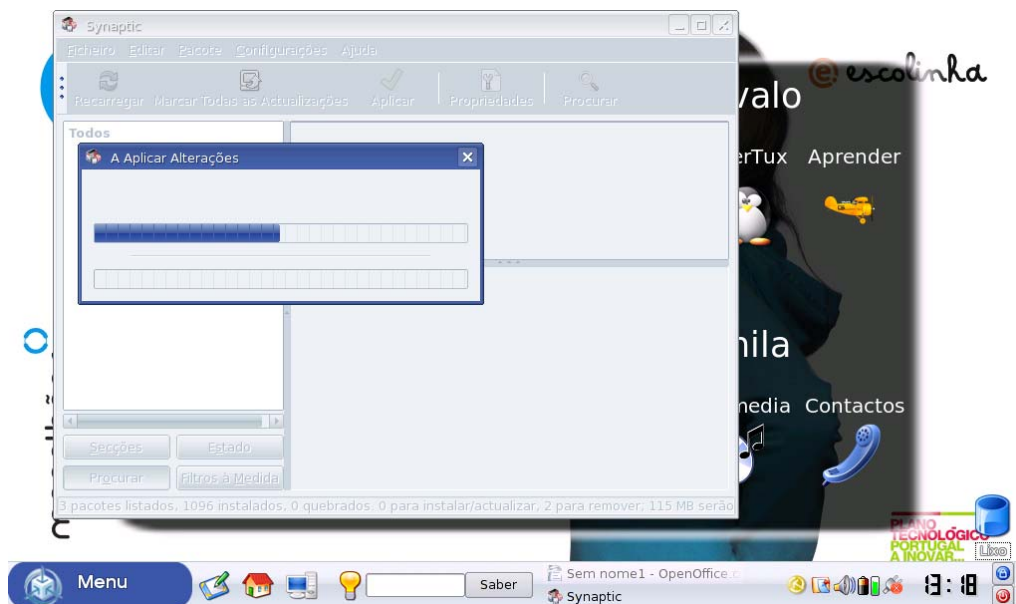 Synaptic
Ficheiro Editar Pacote Configurações Ajuda
Recarregar Marcar Todas as Actualizações Aplicar Propriedades Procurar
Todos
A Aplicar Alterações
Secções Estado
Procurar Filtros à Medida
3 pacotes listados, 1096 instalados, 0 quebrados. 0 para instalar/actualizar, 2 para remover; 115 MB serão
e. escolinha
valo
erTux Aprender
nila
media Contactos
PLANO
TECNOLÓGICO
PORTUGAL
A INOVAR...
Lixo
Menu
Saber
Sem nome1 - OpenOffice.o
Synaptic
13:18